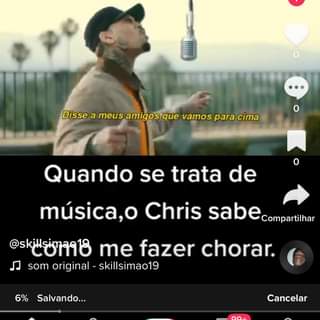 Disse a meus amigos que vamos para cima
0
0
0
Quando se trata de
música,o Chris sabe
Compartilhar
como me fazer chorar.
@skillsimao19
som original - skillsimao19
6% Salvando... Cancelar
99+